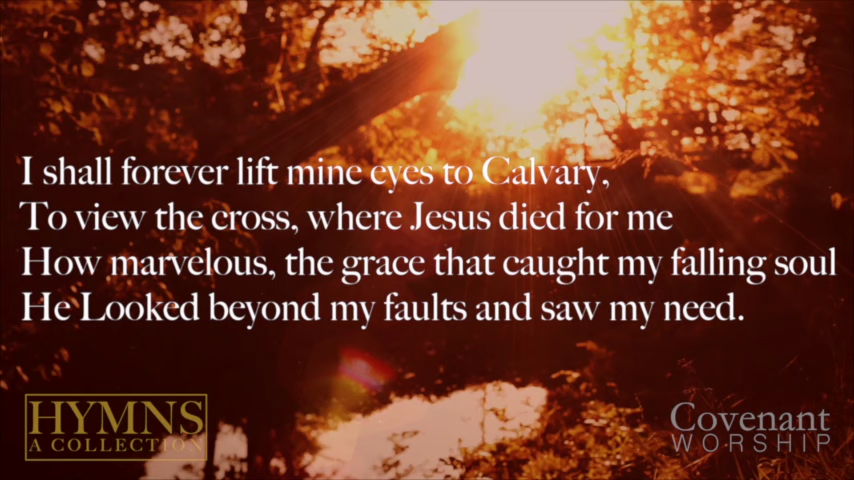 I shall forever lift mine eyes to Calvary,
To view the cross, where Jesus died for me
How marvelous, the grace that caught my falling soul
He Looked beyond my faults and saw my need.
HYMNS
A COLLECTION
Covenant
WORSHIP